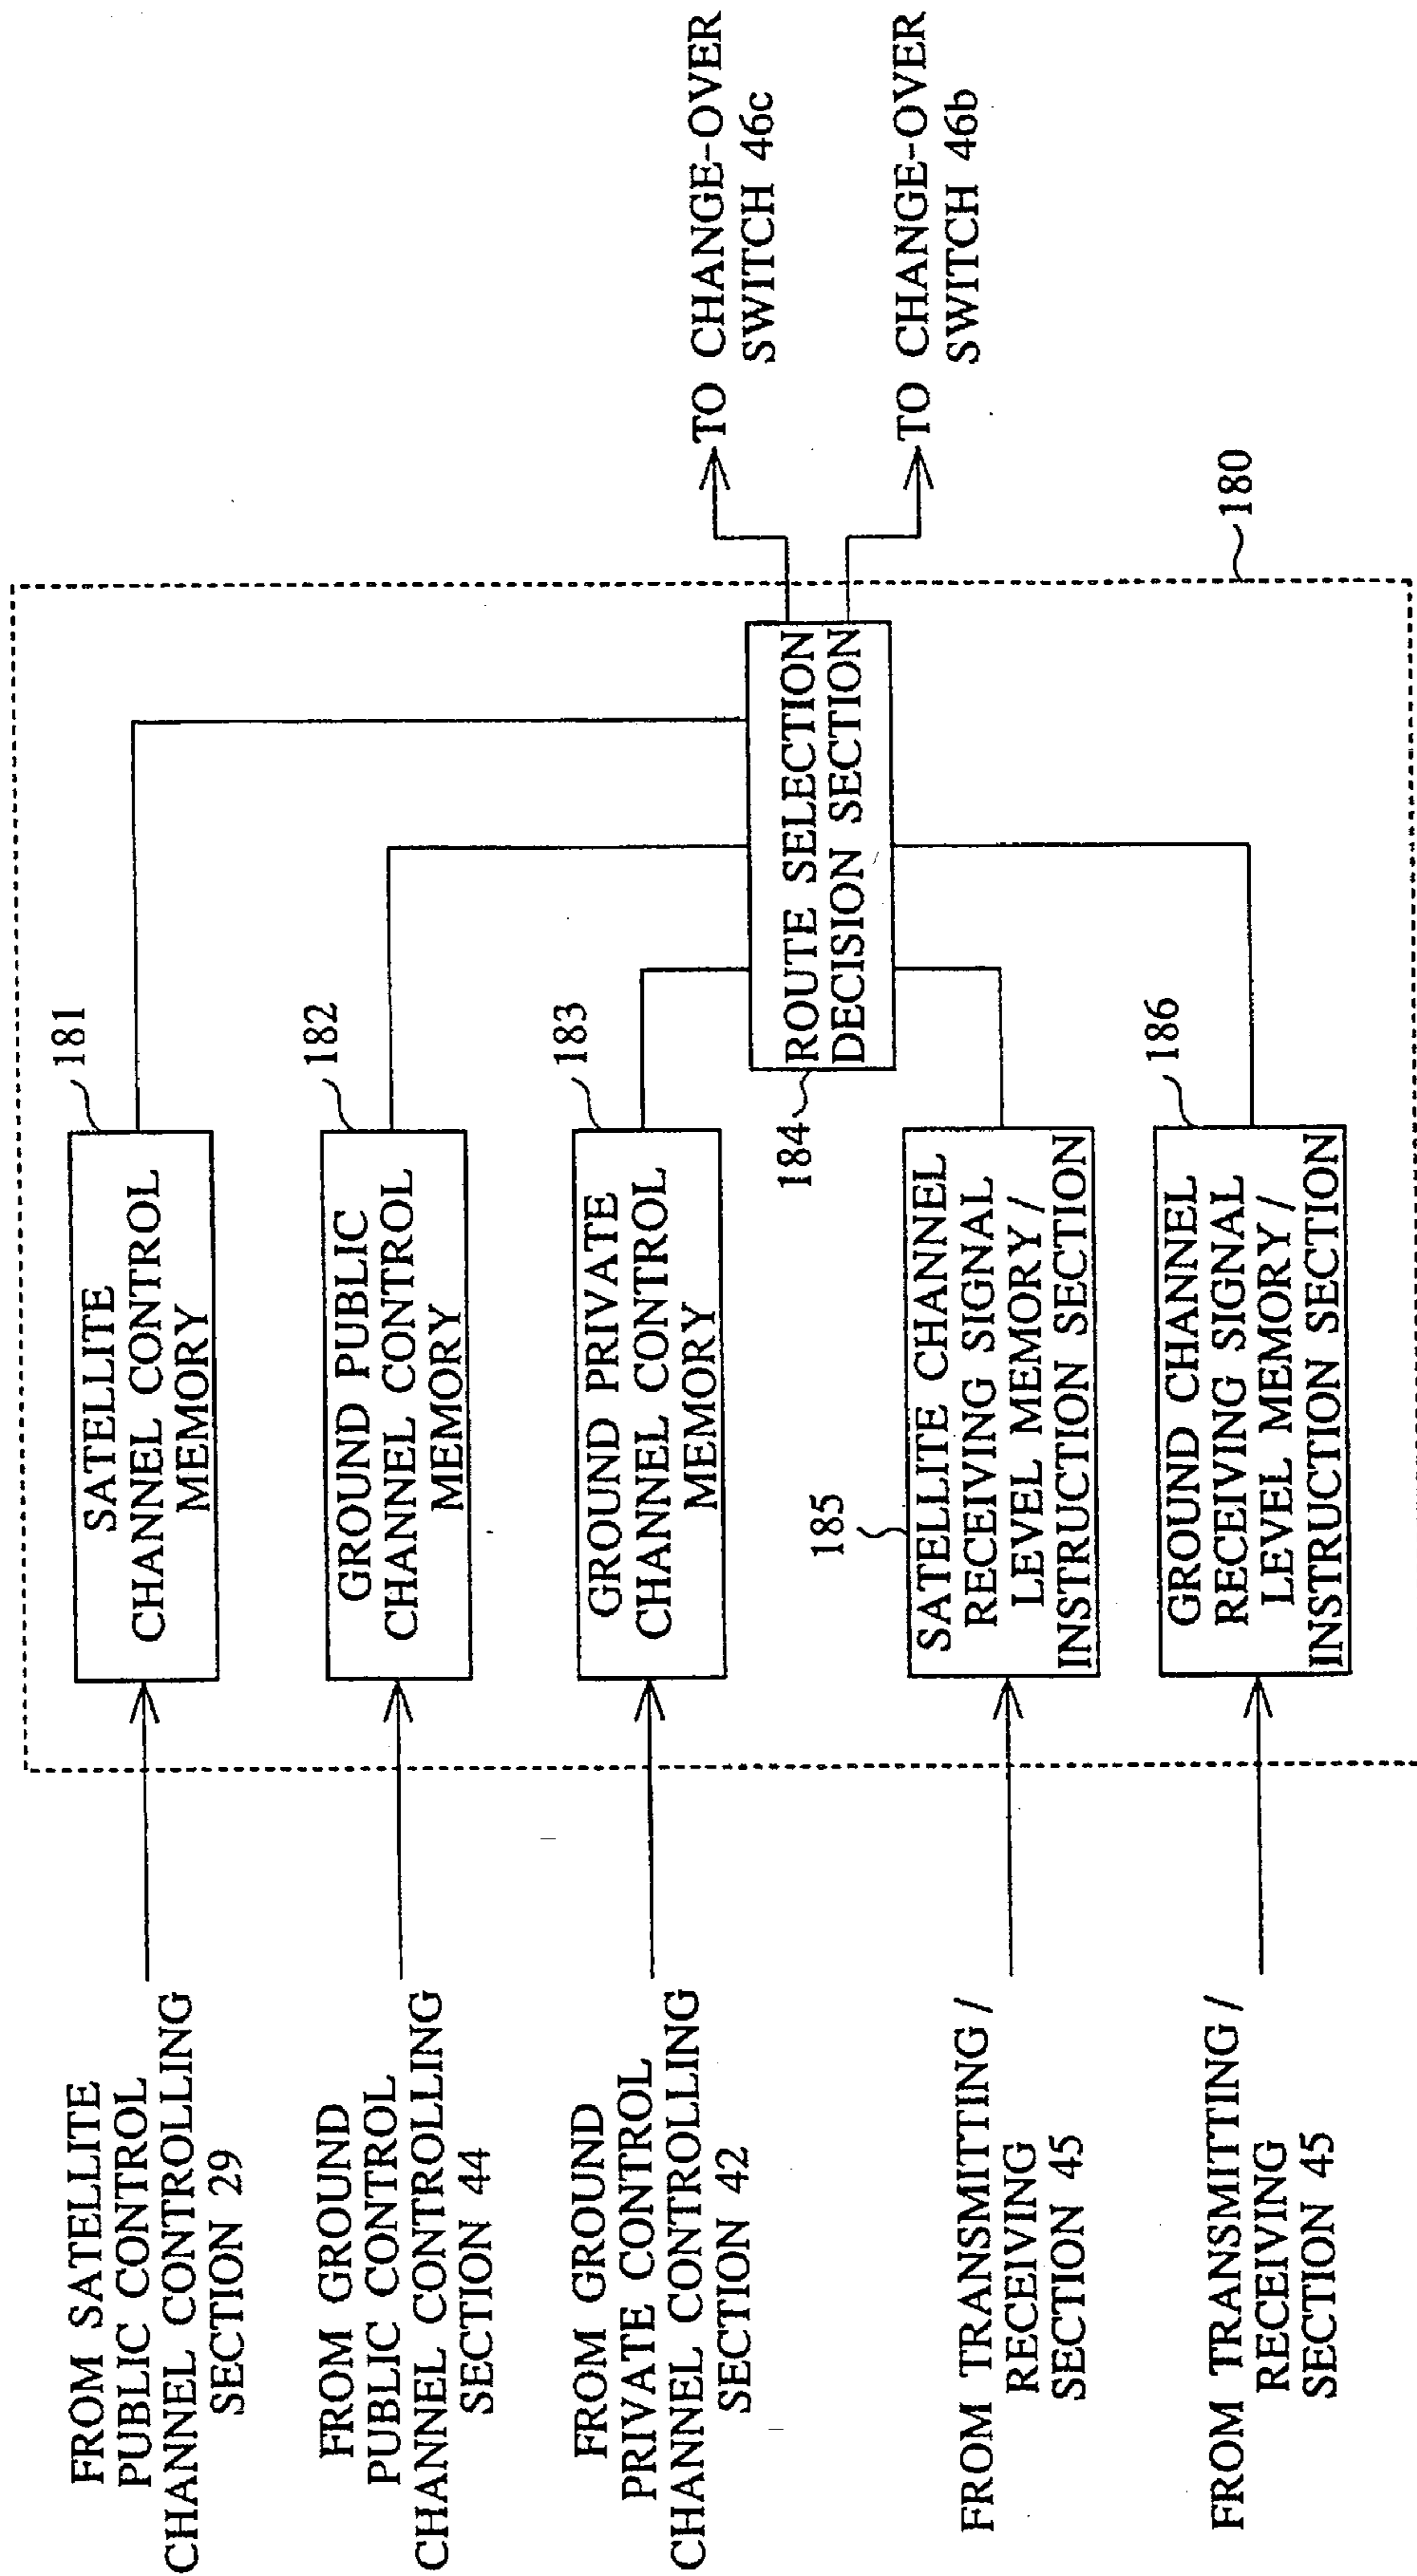 FROM SATELLITE
PUBLIC CONTROL
CHANNEL CONTROLLING
SECTION 29
181
SATELLITE
CHANNEL CONTROL
MEMORY
FROM GROUND
PUBLIC CONTROL
CHANNEL CONTROLLING
SECTION 44
182
GROUND PUBLIC
CHANNEL CONTROL
MEMORY
FROM GROUND
PRIVATE CONTROL
CHANNEL CONTROLLING
SECTION 42
183
GROUND PRIVATE
CHANNEL CONTROL
MEMORY
184
ROUTE SELECTION
DECISION SECTION
TO CHANGE-OVER
SWITCH 46c
TO CHANGE-OVER
SWITCH 46b
FROM TRANSMITTING /
RECEIVING
SECTION 45
185
SATELLITE CHANNEL
RECEIVING SIGNAL
LEVEL MEMORY /
INSTRUCTION SECTION
FROM TRANSMITTING /
RECEIVING
SECTION 45
186
GROUND CHANNEL
RECEIVING SIGNAL
LEVEL MEMORY /
INSTRUCTION SECTION
180